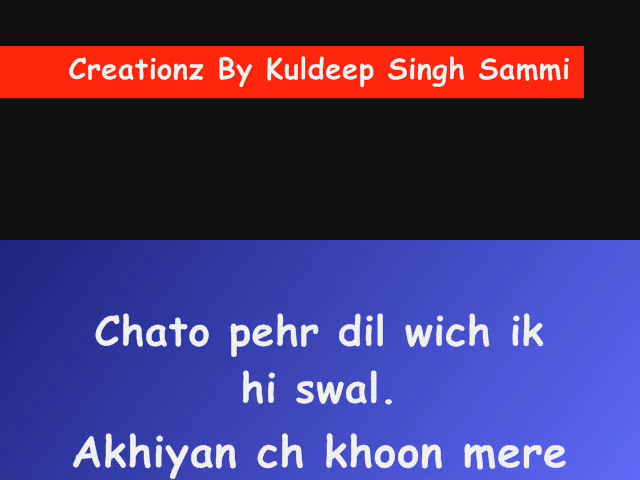 Creationz By Kuldeep Singh Sammi
Chato pehr dil wich ik
hi swal.
Akhiyan ch khoon mere